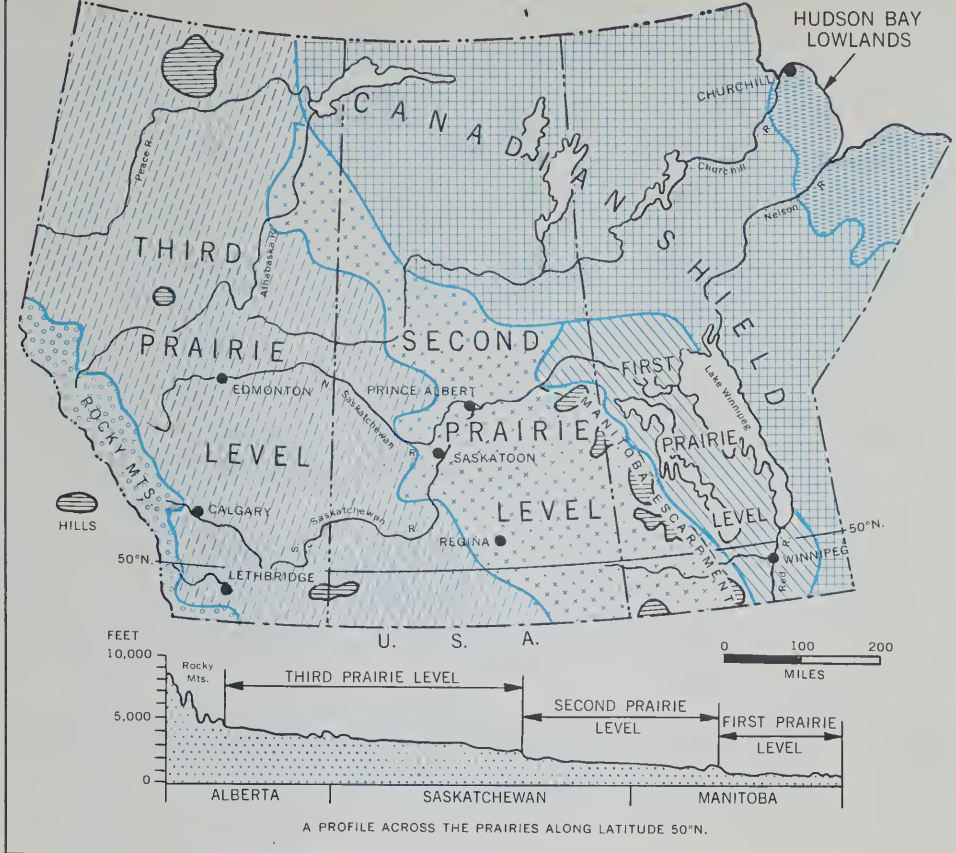 HUDSON BAY
LOWLANDS
CHURCHILL
CANADIAN SHIELD
Peace R.
Churchill R.
Nelson R.
Athabaska R.
THIRD
PRAIRIE
LEVEL
SECOND
PRAIRIE
LEVEL
FIRST
PRAIRIE
LEVEL
Lake Winnipeg
EDMONTON
PRINCE ALBERT
N. Saskatchewan R.
MANITOBA ESCARPMENT
ROCKY MTS.
SASKATOON
HILLS
CALGARY
S. Saskatchewan R.
REGINA
50°N.
WINNIPEG
50°N.
LETHBRIDGE
Red. R.
U. S. A.
0 100 200
MILES
FEET
10,000
5,000
0
Rocky
Mts.
THIRD PRAIRIE LEVEL
SECOND PRAIRIE
LEVEL
FIRST PRAIRIE
LEVEL
ALBERTA SASKATCHEWAN MANITOBA
A PROFILE ACROSS THE PRAIRIES ALONG LATITUDE 50°N.